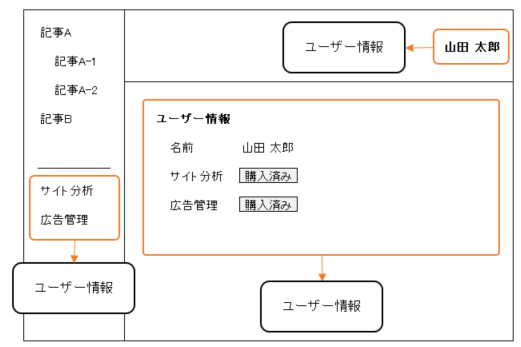 記事A
記事A-1
記事A-2
記事B
サイト分析
広告管理
ユーザー情報
ユーザー情報
山田 太郎
ユーザー情報
名前 山田 太郎
サイト分析 購入済み
広告管理 購入済み
ユーザー情報